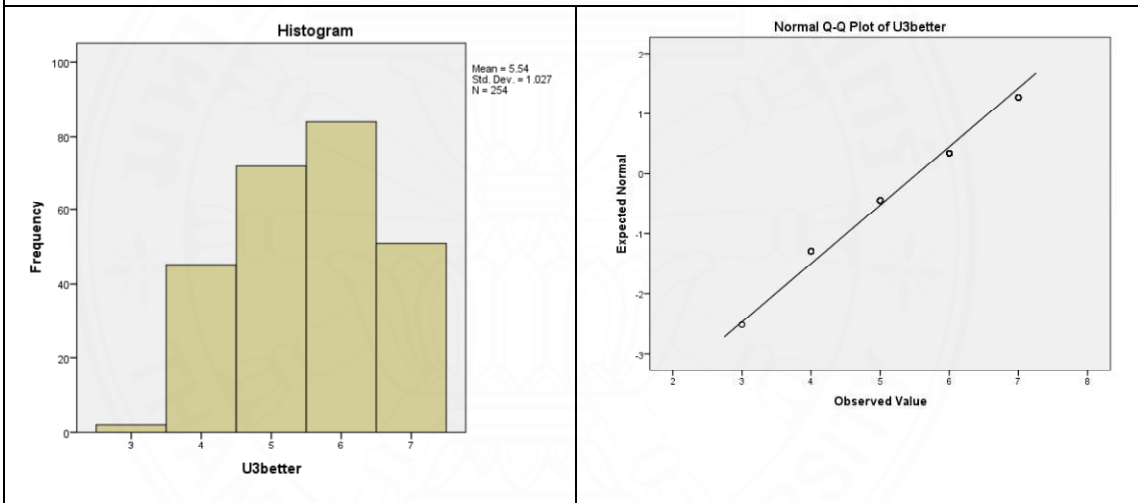 Histogram
Mean = 5.54
Std. Dev. = 1.027
N = 254
100
80
60
40
20
0
Frequency
3 4 5 6 7
U3better
Normal Q-Q Plot of U3better
2
1
0
-1
-2
-3
Expected Normal
2 3 4 5 6 7 8
Observed Value